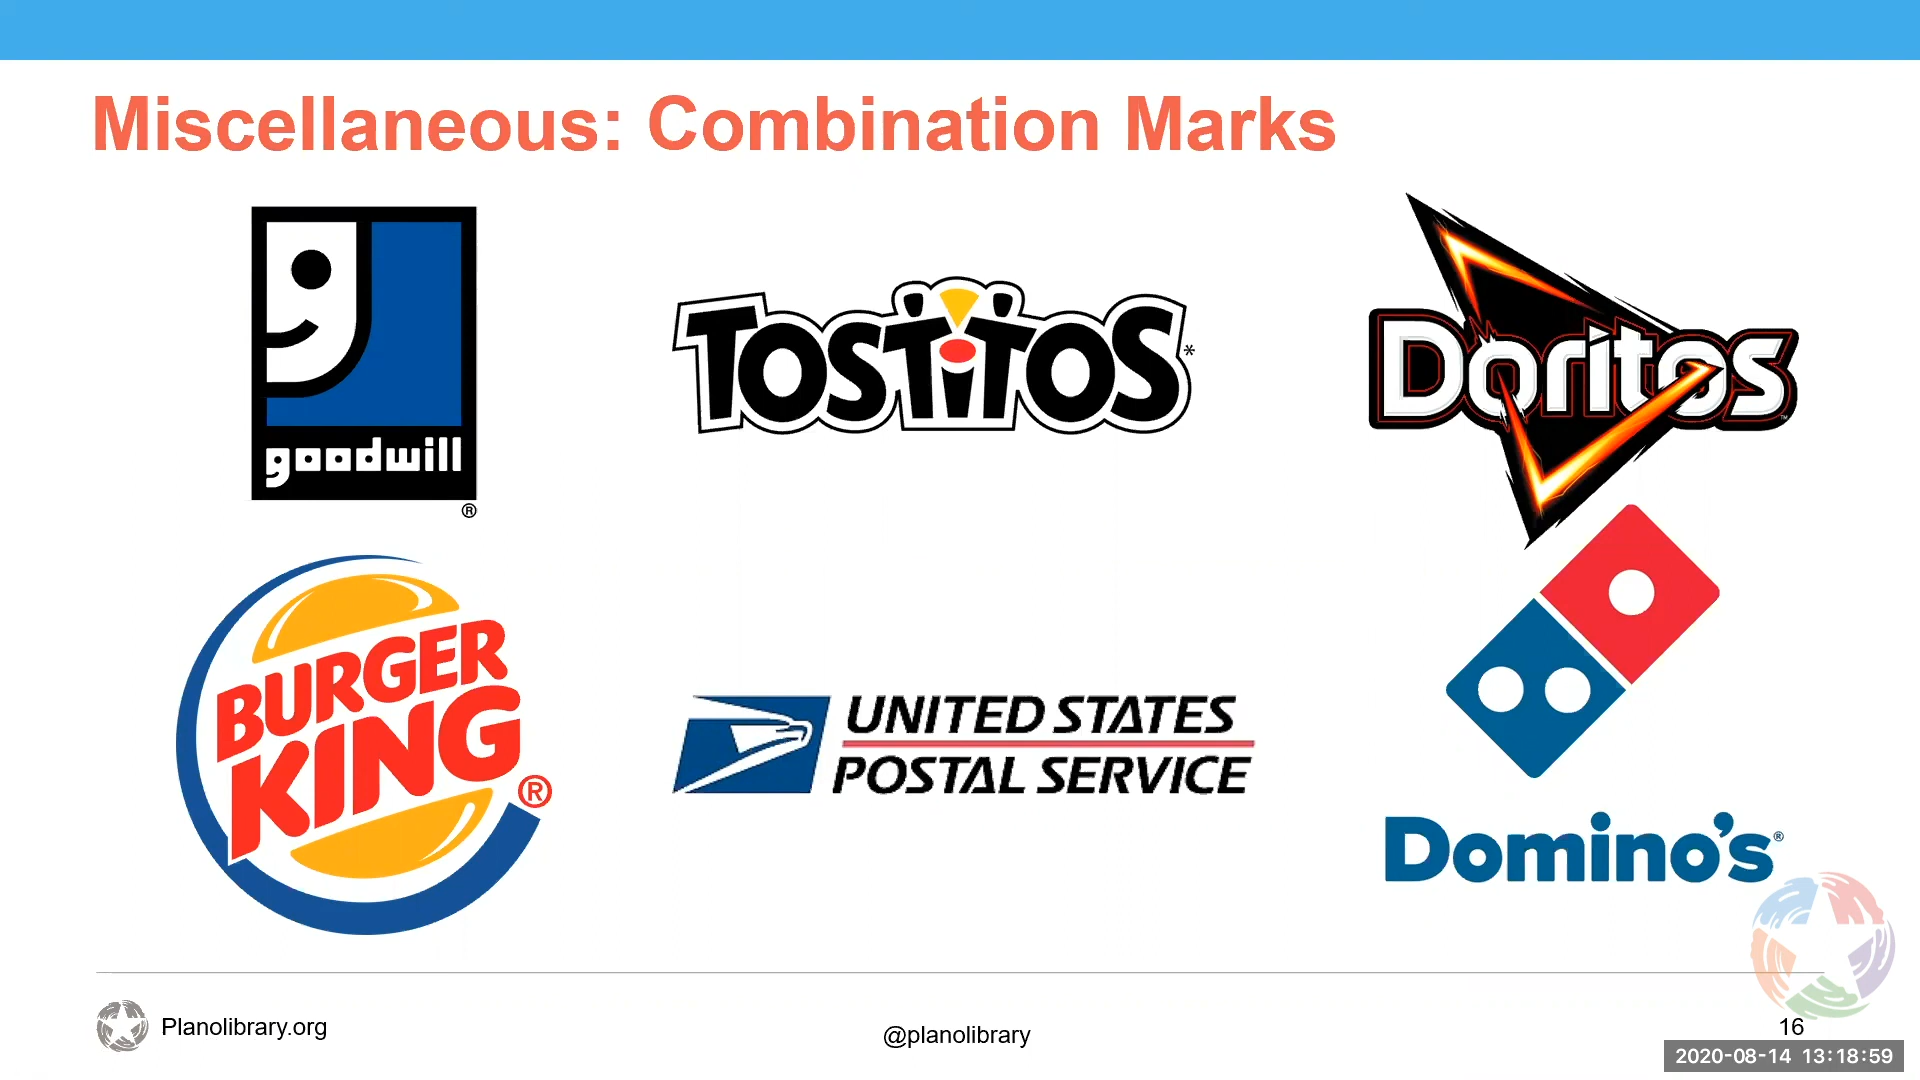 Miscellaneous: Combination Marks
goodwill
®
TOSTITOS*
Doritos™
BURGER
KING®
UNITED STATES
POSTAL SERVICE
Domino's®
Planolibrary.org
@planolibrary
16
2020-08-14 13:18:59